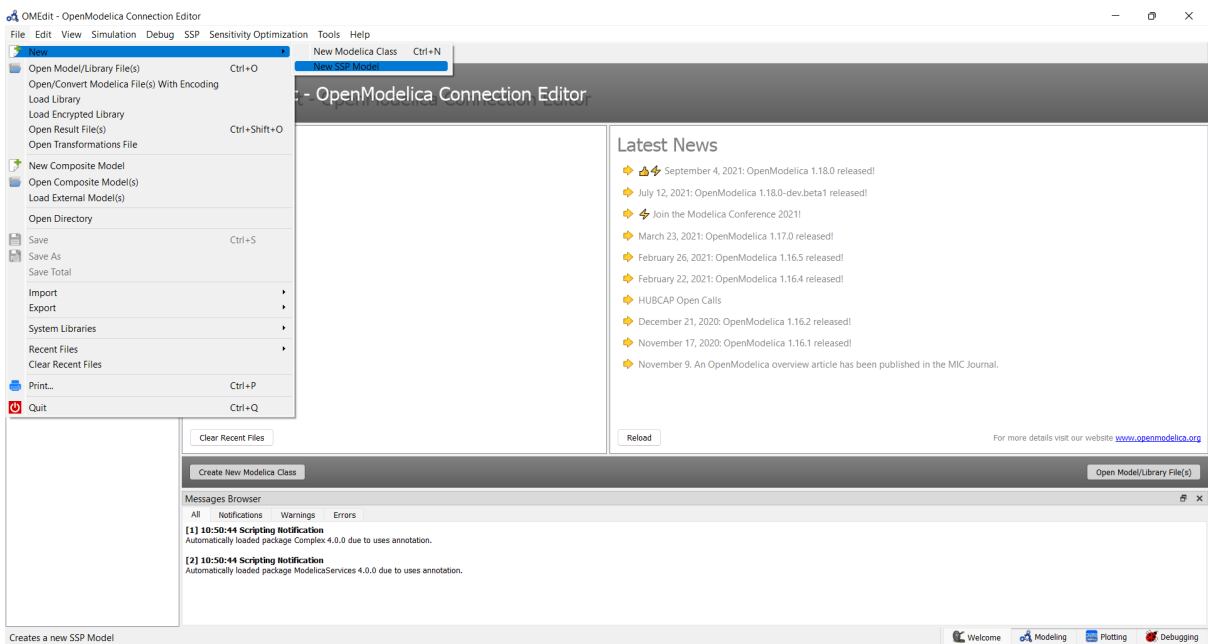 OMEdit - OpenModelica Connection Editor
File Edit View Simulation Debug SSP Sensitivity Optimization Tools Help
New
New Modelica Class Ctrl+N
New SSP Model
Open Model/Library File(s) Ctrl+O
Open/Convert Modelica File(s) With Encoding
Load Library
Load Encrypted Library
Open Result File(s) Ctrl+Shift+O
Open Transformations File
New Composite Model
Open Composite Model(s)
Load External Model(s)
Open Directory
Save Ctrl+S
Save As
Save Total
Import
Export
System Libraries
Recent Files
Clear Recent Files
Print... Ctrl+P
Quit Ctrl+Q
- OpenModelica Connection Editor
Latest News
September 4, 2021: OpenModelica 1.18.0 released!
July 12, 2021: OpenModelica 1.18.0-dev.beta1 released!
Join the Modelica Conference 2021!
March 23, 2021: OpenModelica 1.17.0 released!
February 26, 2021: OpenModelica 1.16.5 released!
February 22, 2021: OpenModelica 1.16.4 released!
HUBCAP Open Calls
December 21, 2020: OpenModelica 1.16.2 released!
November 17, 2020: OpenModelica 1.16.1 released!
November 9. An OpenModelica overview article has been published in the MIC Journal.
Clear Recent Files
Reload
For more details visit our website www.openmodelica.org
Create New Modelica Class
Open Model/Library File(s)
Messages Browser
All Notifications Warnings Errors
[1] 10:50:44 Scripting Notification
Automatically loaded package Complex 4.0.0 due to uses annotation.
[2] 10:50:44 Scripting Notification
Automatically loaded package ModelicaServices 4.0.0 due to uses annotation.
Creates a new SSP Model
Welcome Modeling Plotting Debugging